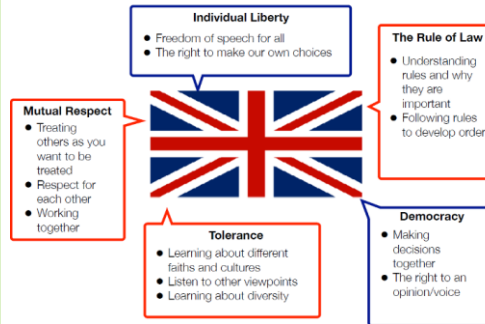 Individual Liberty
● Freedom of speech for all
● The right to make our own choices
The Rule of Law
● Understanding
rules and why
they are
important
● Following rules
to develop order
Mutual Respect
● Treating
others as you
want to be
treated
● Respect for
each other
● Working
together
Tolerance
● Learning about different
faiths and cultures
● Listen to other viewpoints
● Learning about diversity
Democracy
● Making
decisions
together
● The right to an
opinion/voice